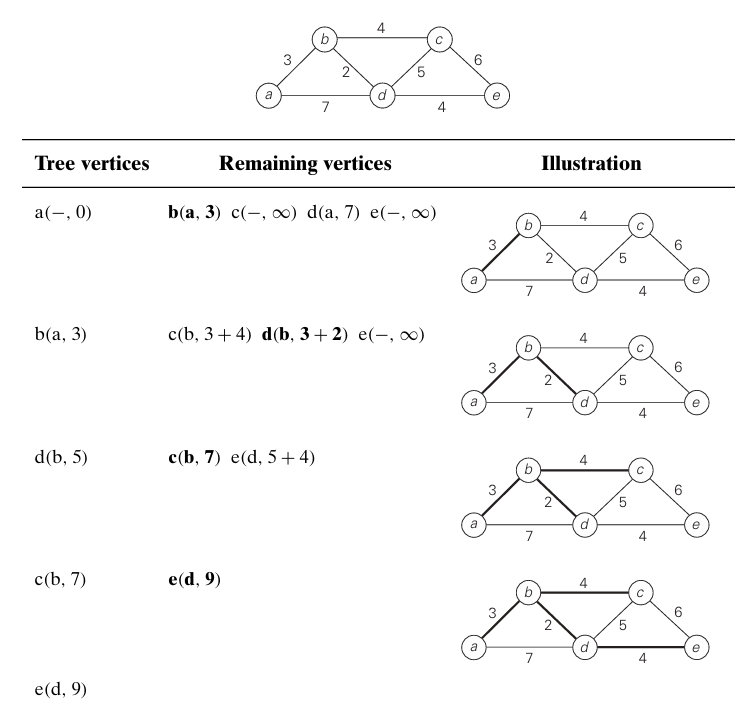 4
b c
3 2 5 6
a d e
7 4
Tree vertices Remaining vertices Illustration
a(−, 0) b(a, 3) c(−, ∞) d(a, 7) e(−, ∞)
4
b c
3 2 5 6
a d e
7 4
b(a, 3) c(b, 3 + 4) d(b, 3 + 2) e(−, ∞)
4
b c
3 2 5 6
a d e
7 4
d(b, 5) c(b, 7) e(d, 5 + 4)
4
b c
3 2 5 6
a d e
7 4
c(b, 7) e(d, 9)
4
b c
3 2 5 6
a d e
7 4
e(d, 9)